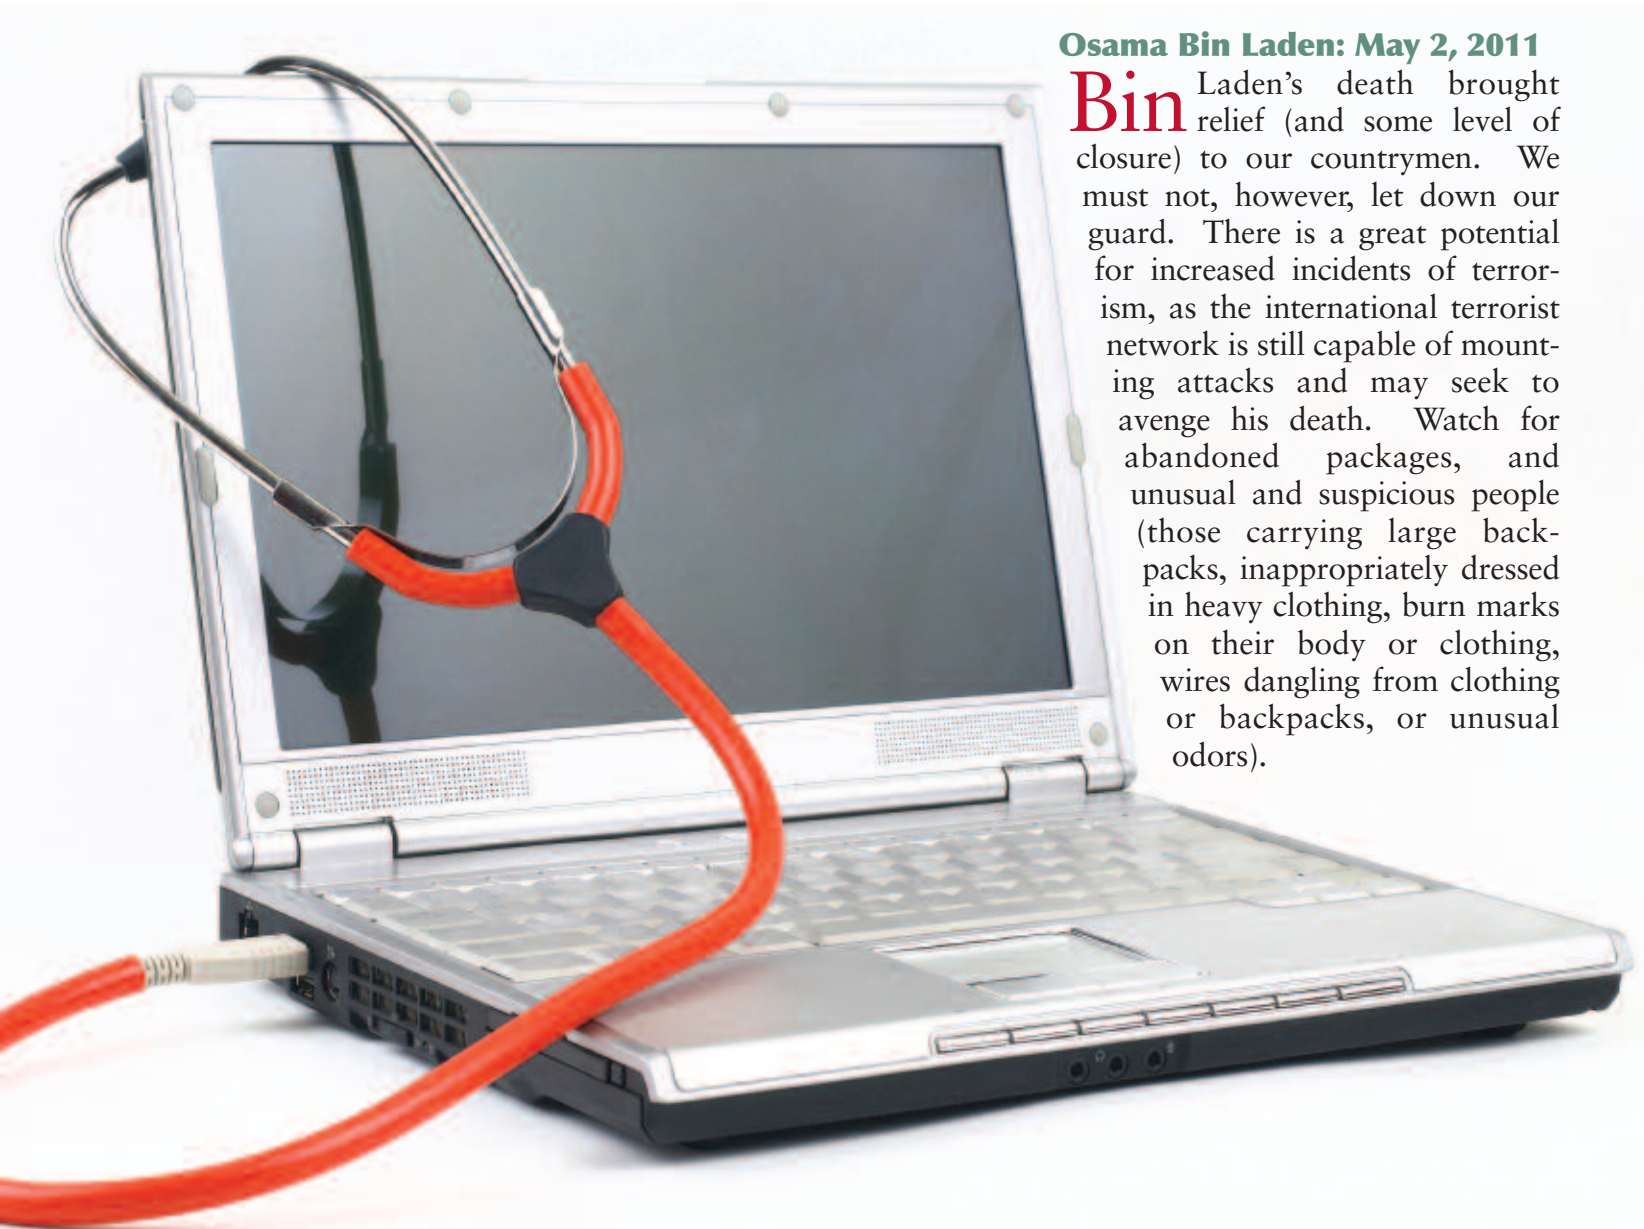 Osama Bin Laden: May 2, 2011
Bin Laden’s death brought
relief (and some level of
closure) to our countrymen. We
must not, however, let down our
guard. There is a great potential
for increased incidents of terror-
ism, as the international terrorist
network is still capable of mount-
ing attacks and may seek to
avenge his death. Watch for
abandoned packages, and
unusual and suspicious people
(those carrying large back-
packs, inappropriately dressed
in heavy clothing, burn marks
on their body or clothing,
wires dangling from clothing
or backpacks, or unusual
odors).